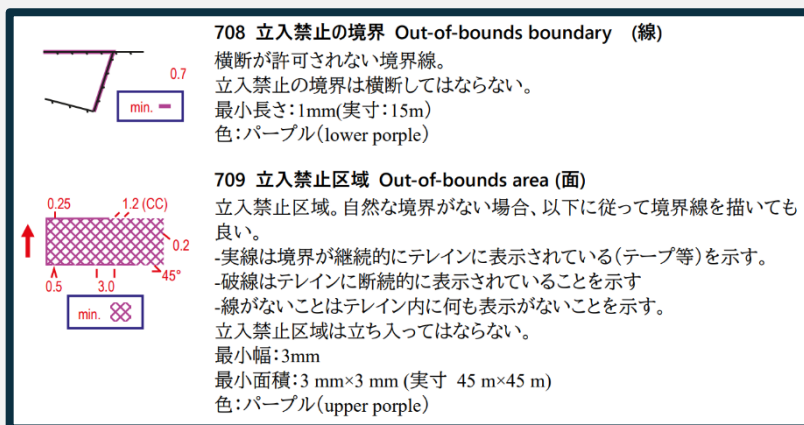 708 立入禁止の境界 Out-of-bounds boundary (線)
横断が許可されない境界線。
立入禁止の境界は横断してはならない。
最小長さ：1mm(実寸：15m)
色：パープル(lower porple)
0.7
min.
709 立入禁止区域 Out-of-bounds area (面)
立入禁止区域。自然な境界がない場合、以下に従って境界線を描いても
良い。
-実線は境界が継続的にテレインに表示されている(テープ等)を示す。
-破線はテレインに断続的に表示されていることを示す
-線がないことはテレイン内に何も表示がないことを示す。
立入禁止区域は立ち入ってはならない。
最小幅：3mm
最小面積：3 mm×3 mm (実寸 45 m×45 m)
色：パープル(upper porple)
0.25 1.2 (CC)
0.2
45°
0.5 3.0
min.